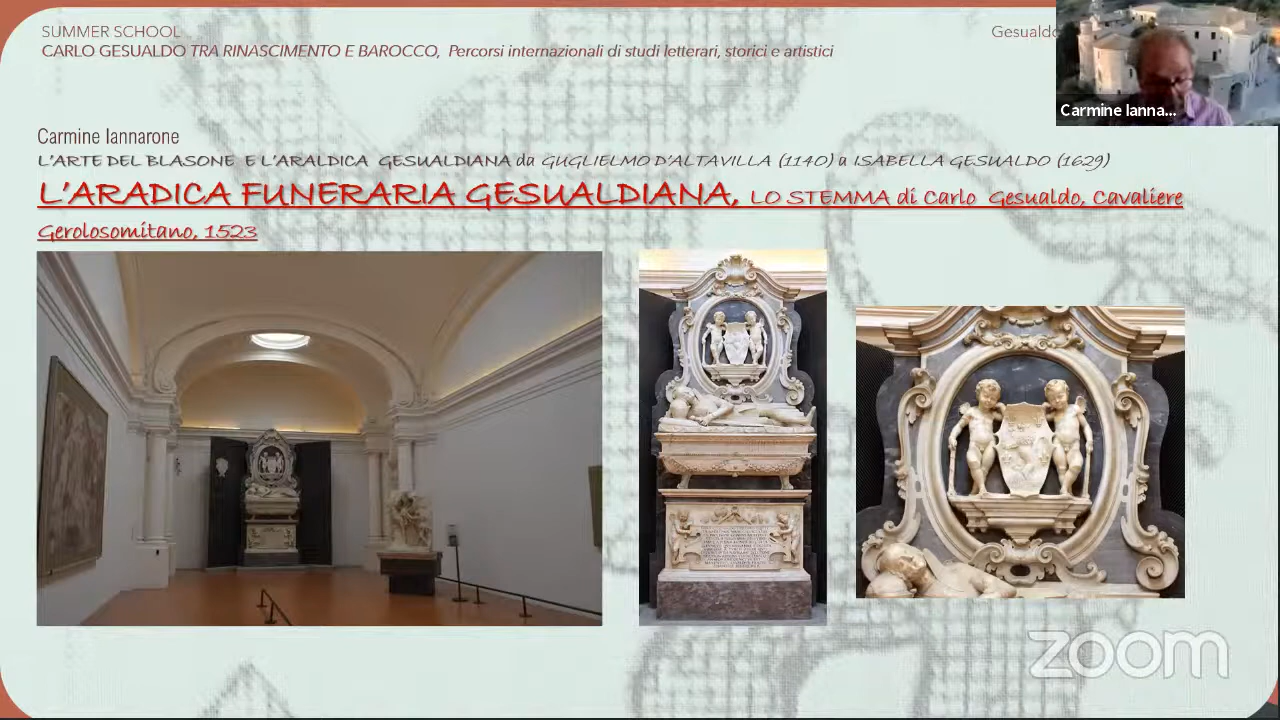 SUMMER SCHOOL
CARLO GESUALDO TRA RINASCIMENTO E BAROCCO, Percorsi internazionali di studi letterari, storici e artistici
Gesualdo
Carmine Ianna...
Carmine Iannarone
L'ARTE DEL BLASONE E L'ARALDICA GESUALDIANA da GUGLIELMO D'ALTAVILLA (1140) a ISABELLA GESUALDO (1629)
L'ARADICA FUNERARIA GESUALDIANA, LO STEMMA di Carlo Gesualdo, Cavaliere
Gerolosomitano, 1523
zoom